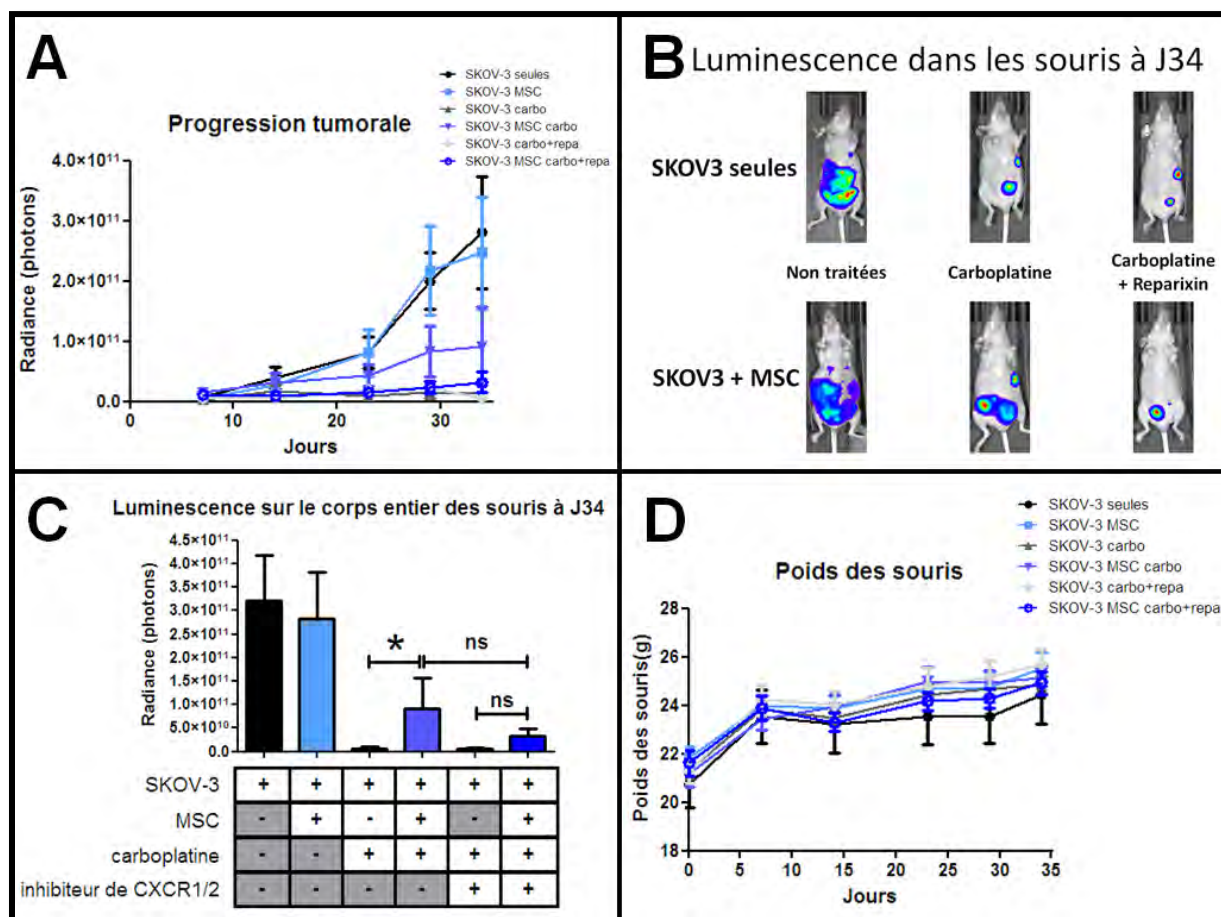 A
SKOV-3 seules
SKOV-3 MSC
SKOV-3 carbo
SKOV-3 MSC carbo
SKOV-3 carbo+repa
SKOV-3 MSC carbo+repa
Progression tumorale
Radiance (photons)
4.0×10¹¹
3.0×10¹¹
2.0×10¹¹
1.0×10¹¹
0.0
0 10 20 30
Jours
B
Luminescence dans les souris à J34
SKOV3 seules
Non traitées
Carboplatine
Carboplatine
+ Reparixin
SKOV3 + MSC
C
Luminescence sur le corps entier des souris à J34
Radiance (photons)
4.5×10¹¹
4.0×10¹¹
3.5×10¹¹
3.0×10¹¹
2.5×10¹¹
2.0×10¹¹
1.5×10¹¹
1.0×10¹¹
5.0×10¹⁰
0.0
*
ns
ns
SKOV-3 + + + + + +
MSC - + - + - +
carboplatine - - + + + +
inhibiteur de CXCR1/2 - - - - + +
D
SKOV-3 seules
SKOV-3 MSC
SKOV-3 carbo
SKOV-3 MSC carbo
SKOV-3 carbo+repa
SKOV-3 MSC carbo+repa
Poids des souris
Poids des souris(g)
28
26
24
22
20
0 5 10 15 20 25 30 35
Jours